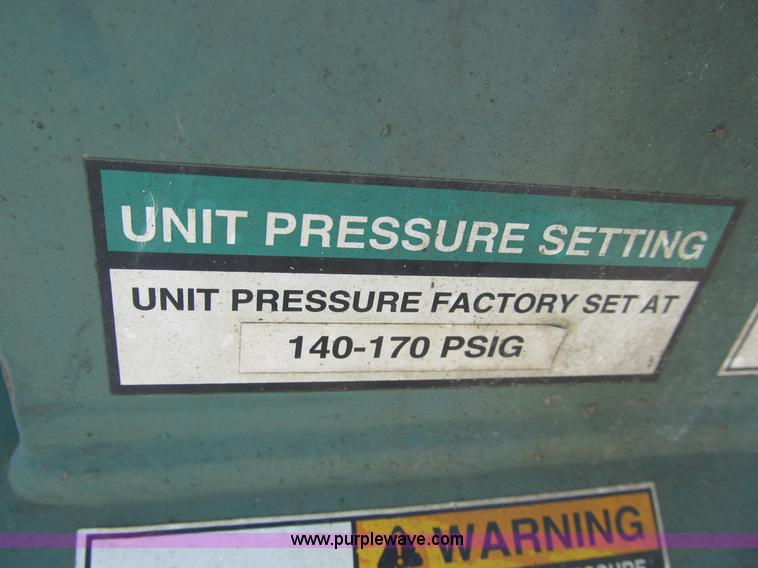 UNIT PRESSURE SETTING
UNIT PRESSURE FACTORY SET AT
140-170 PSIG
WARNING
www.purplewave.com